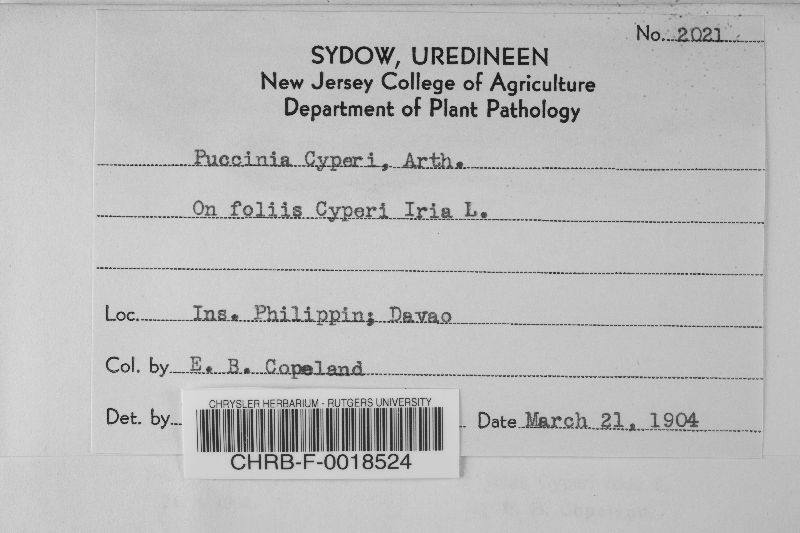 No. 2021
SYDOW, UREDINEEN
New Jersey College of Agriculture
Department of Plant Pathology
Puccinia Cyperi, Arth.
On foliis Cyperi Iria L.
Loc. Ins. Philippin; Davao
Col. by E. B. Copeland
Det. by
Date March 21, 1904
CHRYSLER HERBARIUM - RUTGERS UNIVERSITY
CHRB-F-0018524